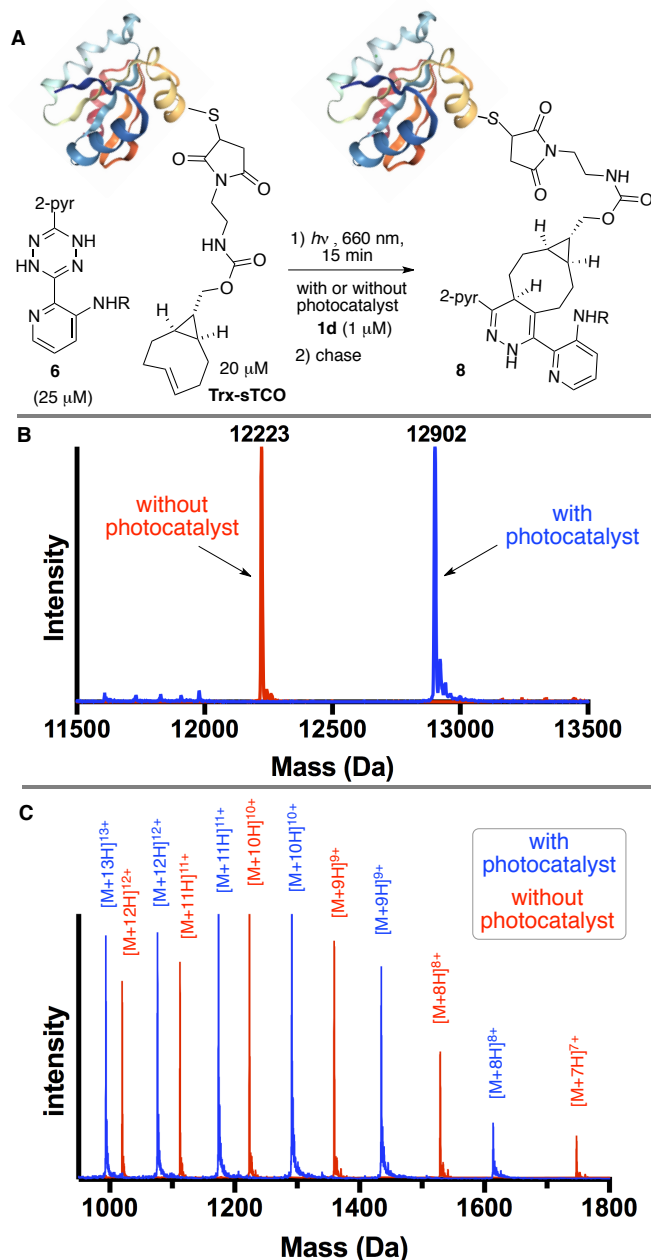 A
S
O
N
O
2-pyr
N
NH
HN
N
N
NHR
6
(25 μM)
NH
O
O
H
H
20 μM
Trx-sTCO
1) hν , 660 nm,
15 min
with or without
photocatalyst
1d (1 μM)
2) chase
S
O
N
O
NH
O
O
H
H
2-pyr
H
N
N
N
H
NHR
N
8
B
12223
12902
without
photocatalyst
with
photocatalyst
Intensity
11500
12000
12500
13000
13500
Mass (Da)
C
[M+13H]13+
[M+12H]12+
[M+12H]12+
[M+11H]11+
[M+11H]11+
[M+10H]10+
[M+10H]10+
[M+9H]9+
[M+9H]9+
[M+8H]8+
[M+8H]8+
[M+7H]7+
with
photocatalyst
without
photocatalyst
intensity
1000
1200
1400
1600
1800
Mass (Da)